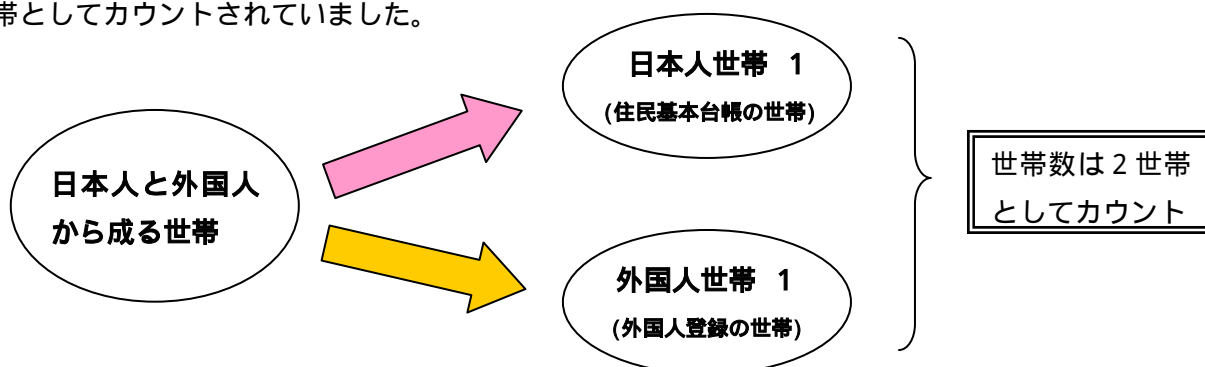 帯としてカウントされていました。
日本人世帯 1
(住民基本台帳の世帯)
日本人と外国人
から成る世帯
世帯数は 2 世帯
としてカウント
外国人世帯 1
(外国人登録の世帯)